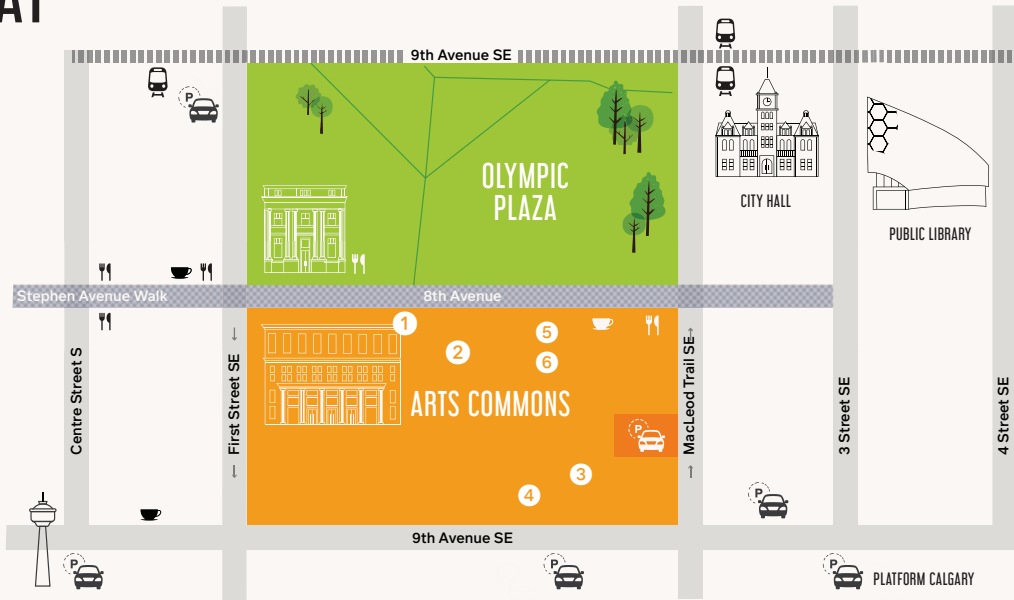 9th Avenue SE
P
OLYMPIC
PLAZA
CITY HALL
PUBLIC LIBRARY
Stephen Avenue Walk
8th Avenue
1
2
5
6
ARTS COMMONS
P
3
4
Centre Street S
First Street SE
MacLeod Trail SE
3 Street SE
4 Street SE
P
9th Avenue SE
P
P
P
PLATFORM CALGARY